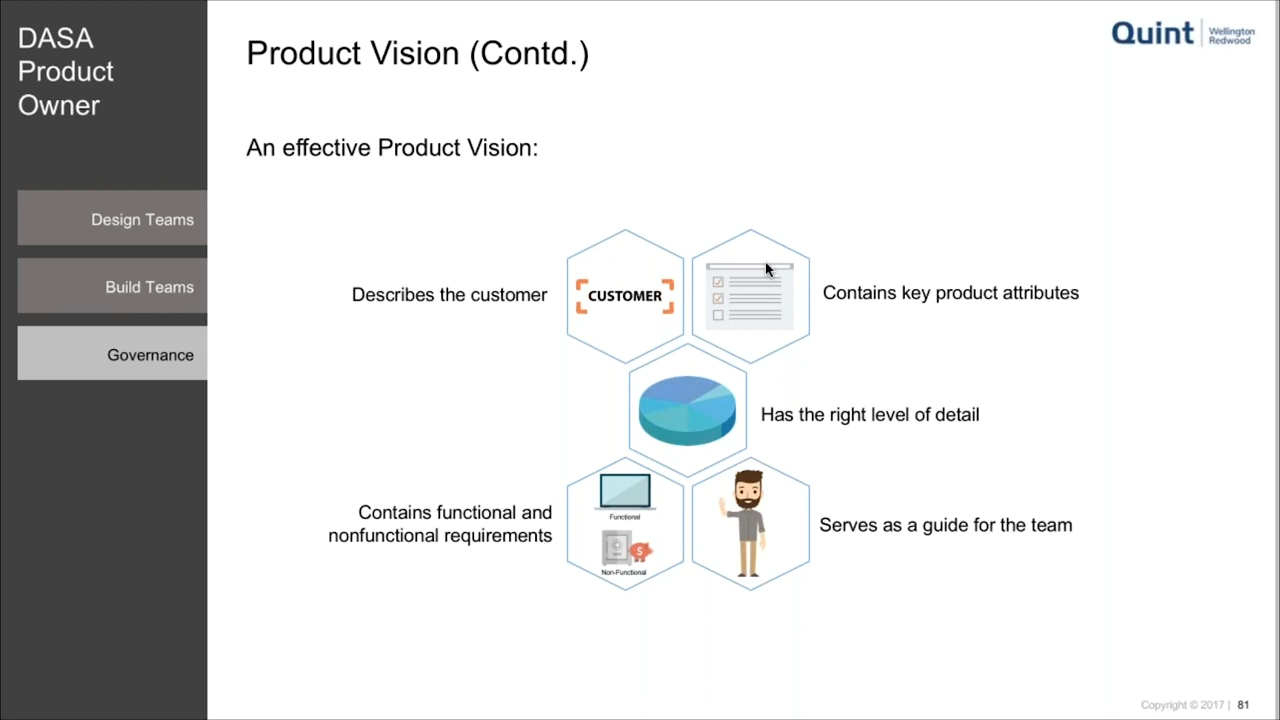 DASA
Product
Owner
Design Teams
Build Teams
Governance
Product Vision (Contd.)
Quint
Wellington
Redwood
An effective Product Vision:
Describes the customer
CUSTOMER
Contains key product attributes
Has the right level of detail
Contains functional and
nonfunctional requirements
Functional
Non-Functional
$
Serves as a guide for the team
Copyright © 2017 | 81